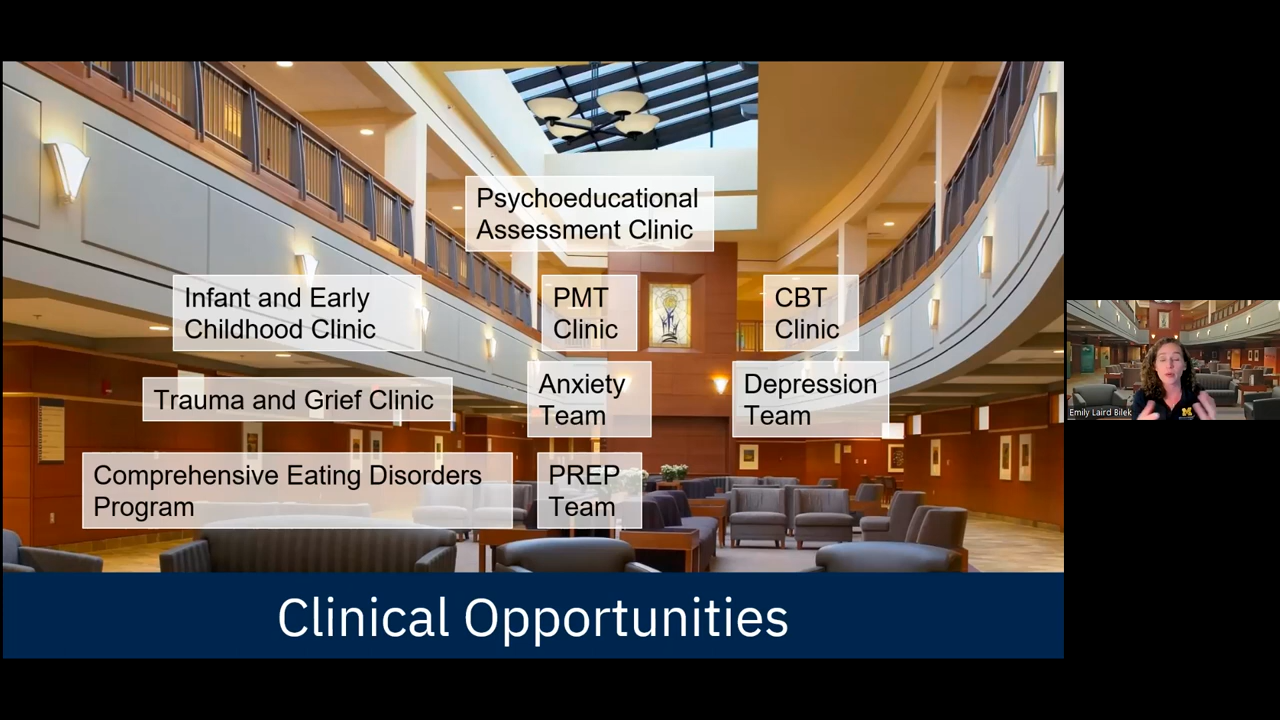 Psychoeducational
Assessment Clinic
Infant and Early
Childhood Clinic
PMT
Clinic
CBT
Clinic
Trauma and Grief Clinic
Anxiety
Team
Depression
Team
Comprehensive Eating Disorders
Program
PREP
Team
Clinical Opportunities
Emily Laird Bilek
M